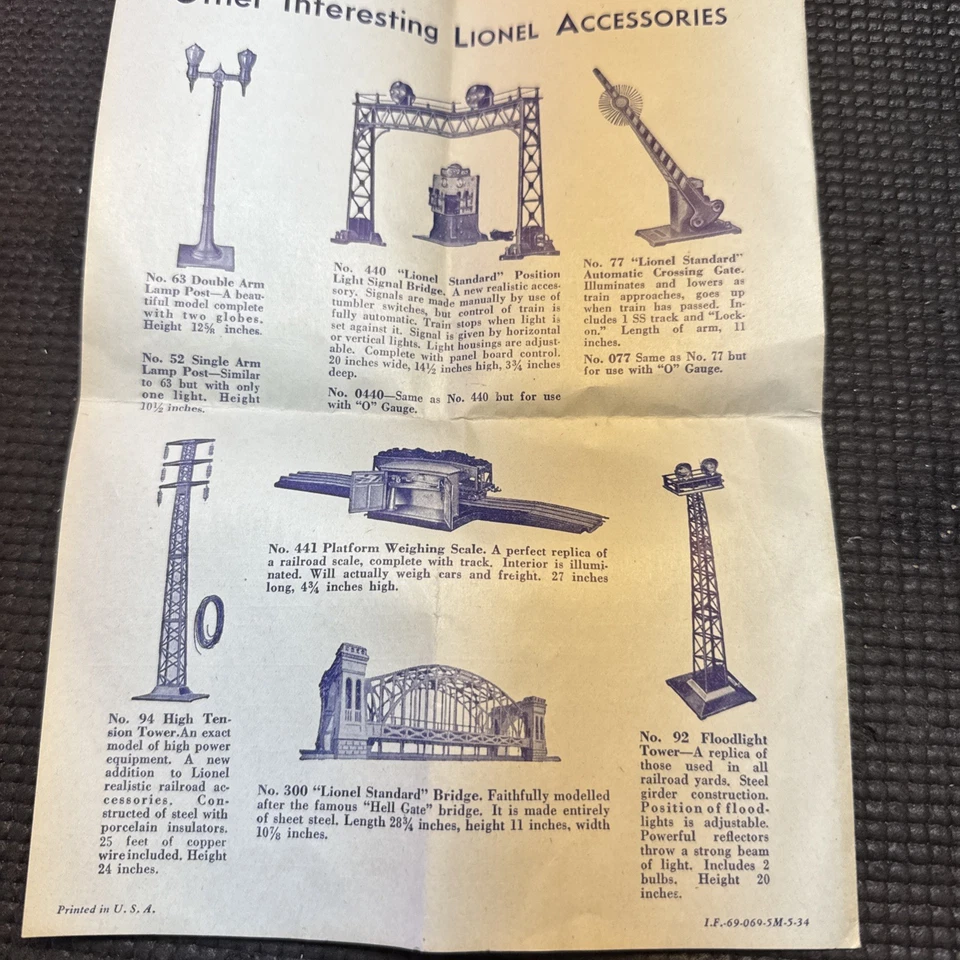 Other Interesting LIONEL ACCESSORIES
No. 63 Double Arm
Lamp Post—A beau-
tiful model complete
with two globes.
Height 12⅝ inches.
No. 52 Single Arm
Lamp Post—Similar
to 63 but with only
one light. Height
10½ inches.
No. 440 “Lionel Standard” Position
Light Signal Bridge. A new realistic acces-
sory. Signals are made manually by use of
tumbler switches, but control of train is
fully automatic. Train stops when light is
set against it. Signal is given by horizontal
or vertical lights. Light housings are adjust-
able. Complete with panel board control.
20 inches wide, 14½ inches high, 3¾ inches
deep.
No. 0440—Same as No. 440 but for use
with “O” Gauge.
No. 77 “Lionel Standard”
Automatic Crossing Gate.
Illuminates and lowers as
train approaches, goes up
when train has passed. In-
cludes 1 SS track and “Lock-
on.” Length of arm, 11
inches.
No. 077 Same as No. 77 but
for use with “O” Gauge.
No. 441 Platform Weighing Scale. A perfect replica of
a railroad scale, complete with track. Interior is illumi-
nated. Will actually weigh cars and freight. 27 inches
long, 4¾ inches high.
No. 94 High Ten-
sion Tower.An exact
model of high power
equipment. A new
addition to Lionel
realistic railroad ac-
cessories. Con-
structed of steel with
porcelain insulators.
25 feet of copper
wire included. Height
24 inches.
No. 300 “Lionel Standard” Bridge. Faithfully modelled
after the famous “Hell Gate” bridge. It is made entirely
of sheet steel. Length 28¾ inches, height 11 inches, width
10⅞ inches.
No. 92 Floodlight
Tower—A replica of
those used in all
railroad yards. Steel
girder construction.
Position of flood-
lights is adjustable.
Powerful reflectors
throw a strong beam
of light. Includes 2
bulbs. Height 20
inches.
Printed in U. S. A.
I.F.-69-069-5M-5-34